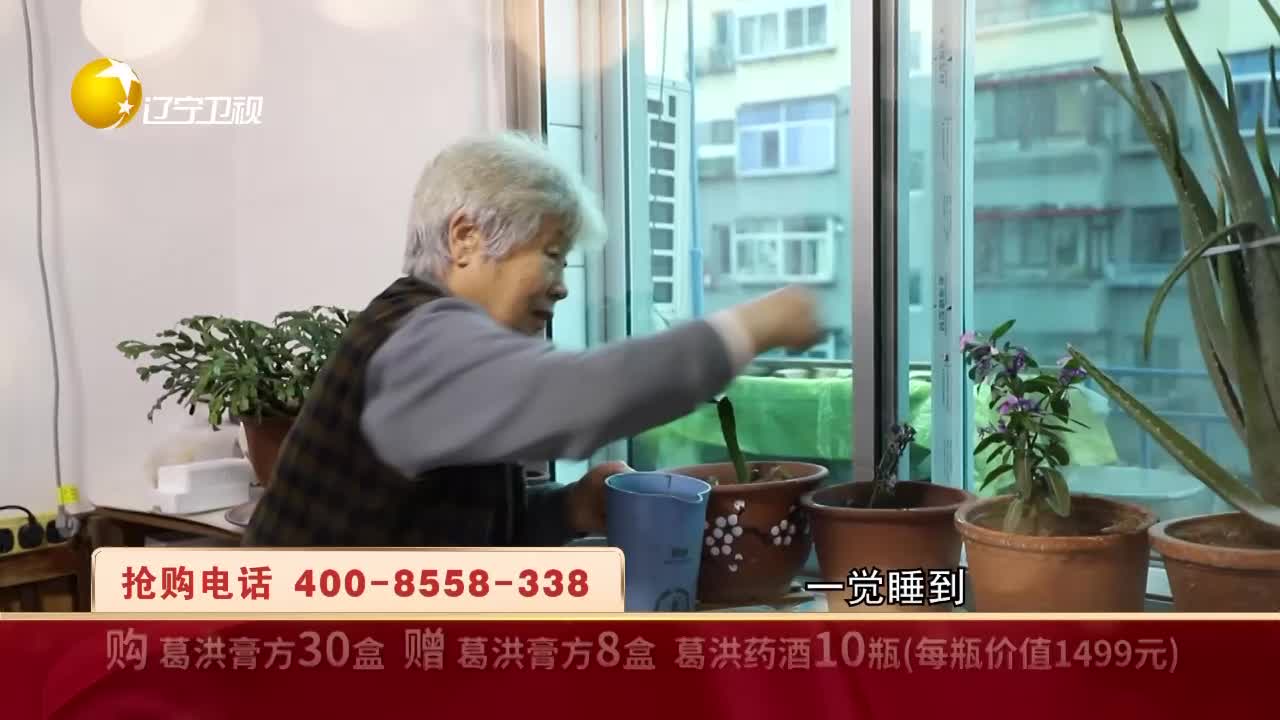 辽宁卫视
抢购电话 400-8558-338
一觉睡到
购 葛洪膏方30盒 赠 葛洪膏方8盒 葛洪药酒10瓶(每瓶价值1499元)